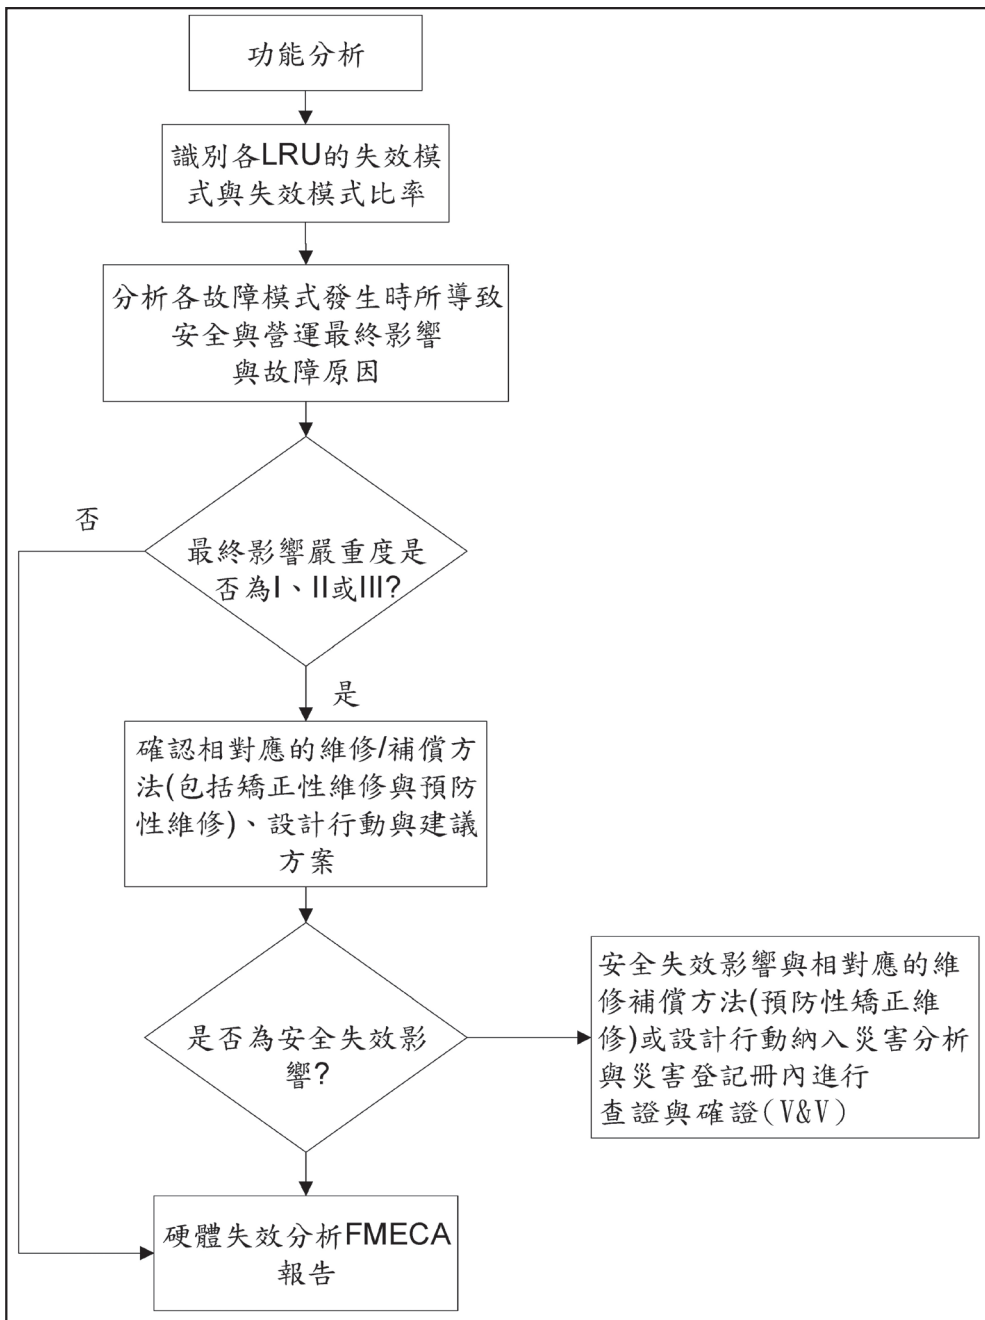 功能分析
識別各LRU的失效模
式與失效模式比率
分析各故障模式發生時所導致
安全與營運最終影響
與故障原因
否
最終影響嚴重度是
否為I、II或III?
是
確認相對應的維修/補償方
法(包括矯正性維修與預防
性維修)、設計行動與建議
方案
是否為安全失效影
響?
安全失效影響與相對應的維
修補償方法(預防性矯正維
修)或設計行動納入災害分析
與災害登記冊內進行
查證與確證(V&V)
硬體失效分析FMECA
報告